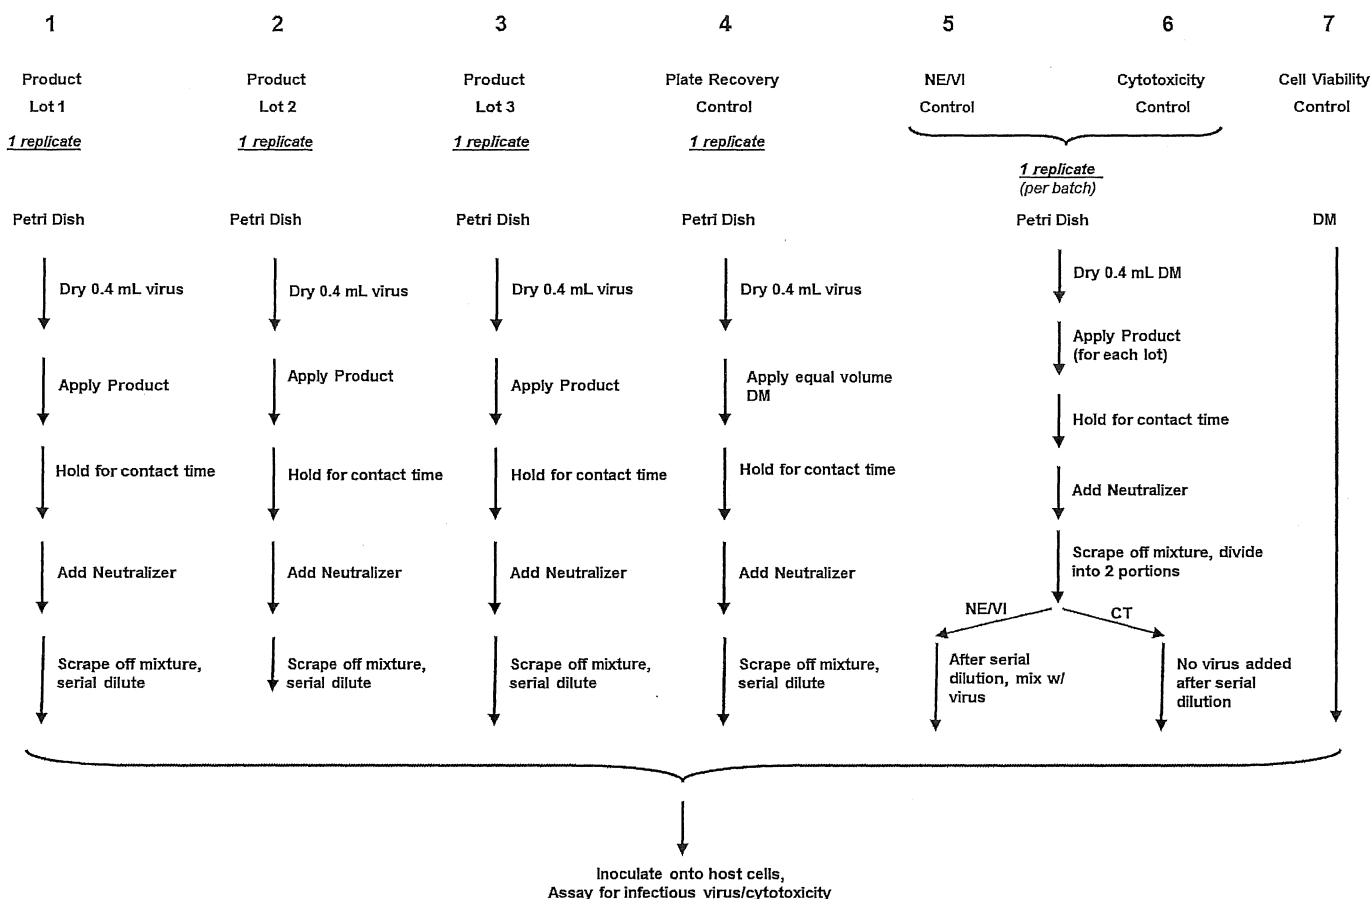 1 2 3 4 5 6 7
Product Product Product Plate Recovery NE/VI Cytotoxicity Cell Viability
Lot 1 Lot 2 Lot 3 Control Control Control Control
1 replicate 1 replicate 1 replicate 1 replicate
1 replicate
(per batch)
Petri Dish Petri Dish Petri Dish Petri Dish Petri Dish DM
Dry 0.4 mL virus Dry 0.4 mL virus Dry 0.4 mL virus Dry 0.4 mL virus Dry 0.4 mL DM
Apply Product Apply Product Apply Product Apply equal volume
DM
Apply Product
(for each lot)
Hold for contact time Hold for contact time Hold for contact time Hold for contact time Hold for contact time
Add Neutralizer Add Neutralizer Add Neutralizer Add Neutralizer Add Neutralizer
Scrape off mixture, divide
into 2 portions
NE/VI CT
Scrape off mixture,
serial dilute
Scrape off mixture,
serial dilute
Scrape off mixture,
serial dilute
Scrape off mixture,
serial dilute
After serial
dilution, mix w/
virus
No virus added
after serial
dilution
Inoculate onto host cells,
Assay for infectious virus/cytotoxicity